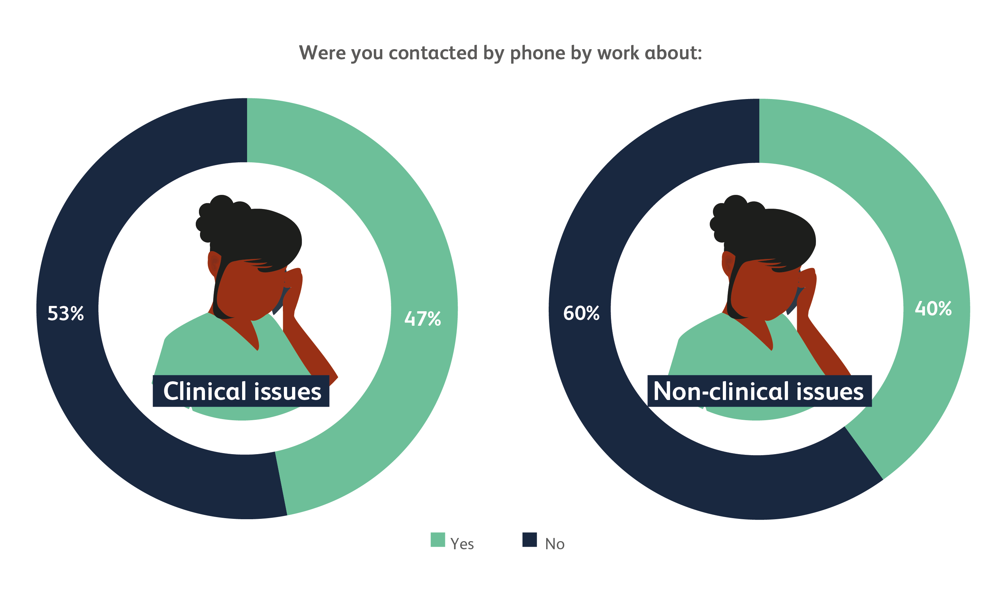 Were you contacted by phone by work about:
53%
47%
Clinical issues
60%
40%
Non-clinical issues
Yes
No